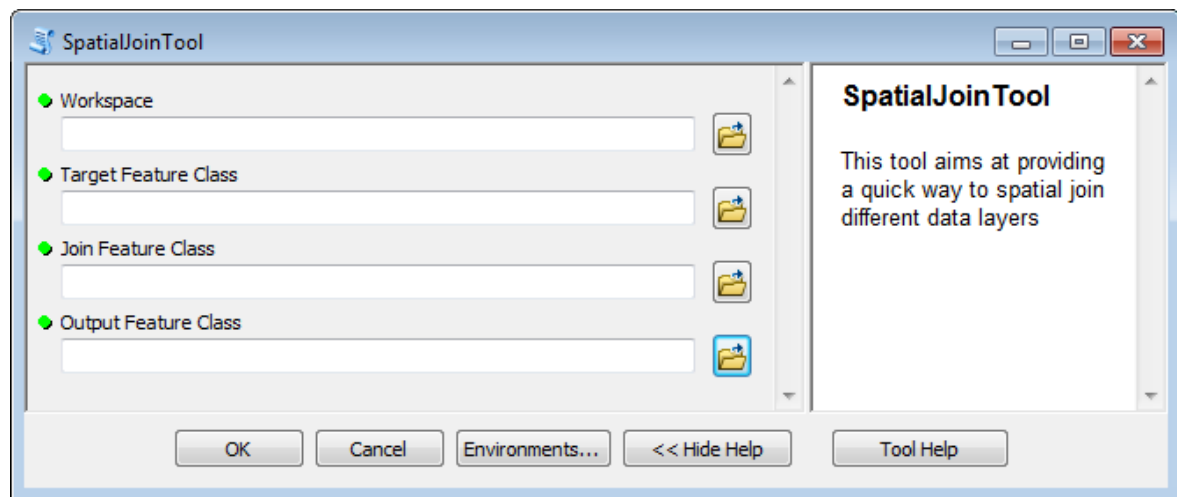 SpatialJoinTool
Workspace
Target Feature Class
Join Feature Class
Output Feature Class
SpatialJoinTool
This tool aims at providing
a quick way to spatial join
different data layers
OK
Cancel
Environments...
<< Hide Help
Tool Help